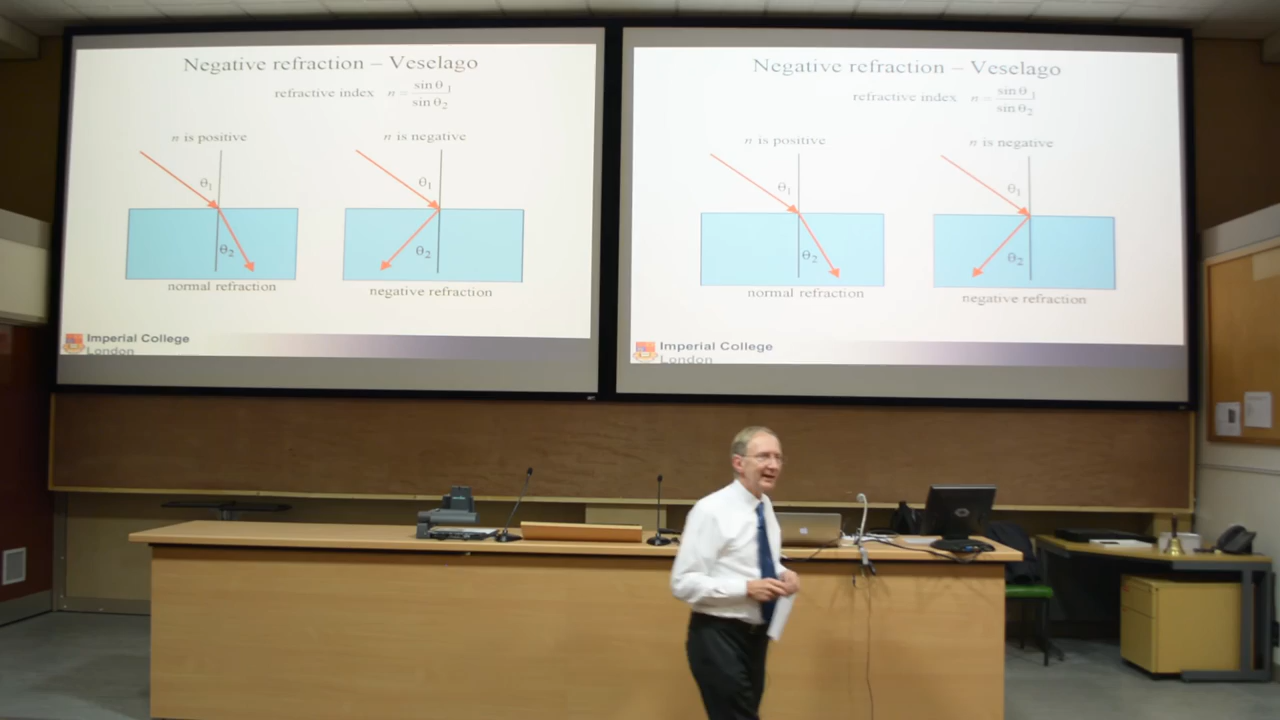 Negative refraction – Veselago
refractive index n = sin θ1
sin θ2
n is positive
n is negative
θ1
θ1
θ2
θ2
normal refraction
negative refraction
Imperial College
London
Negative refraction – Veselago
refractive index n = sin θ1
sin θ2
n is positive
n is negative
θ1
θ1
θ2
θ2
normal refraction
negative refraction
Imperial College
London